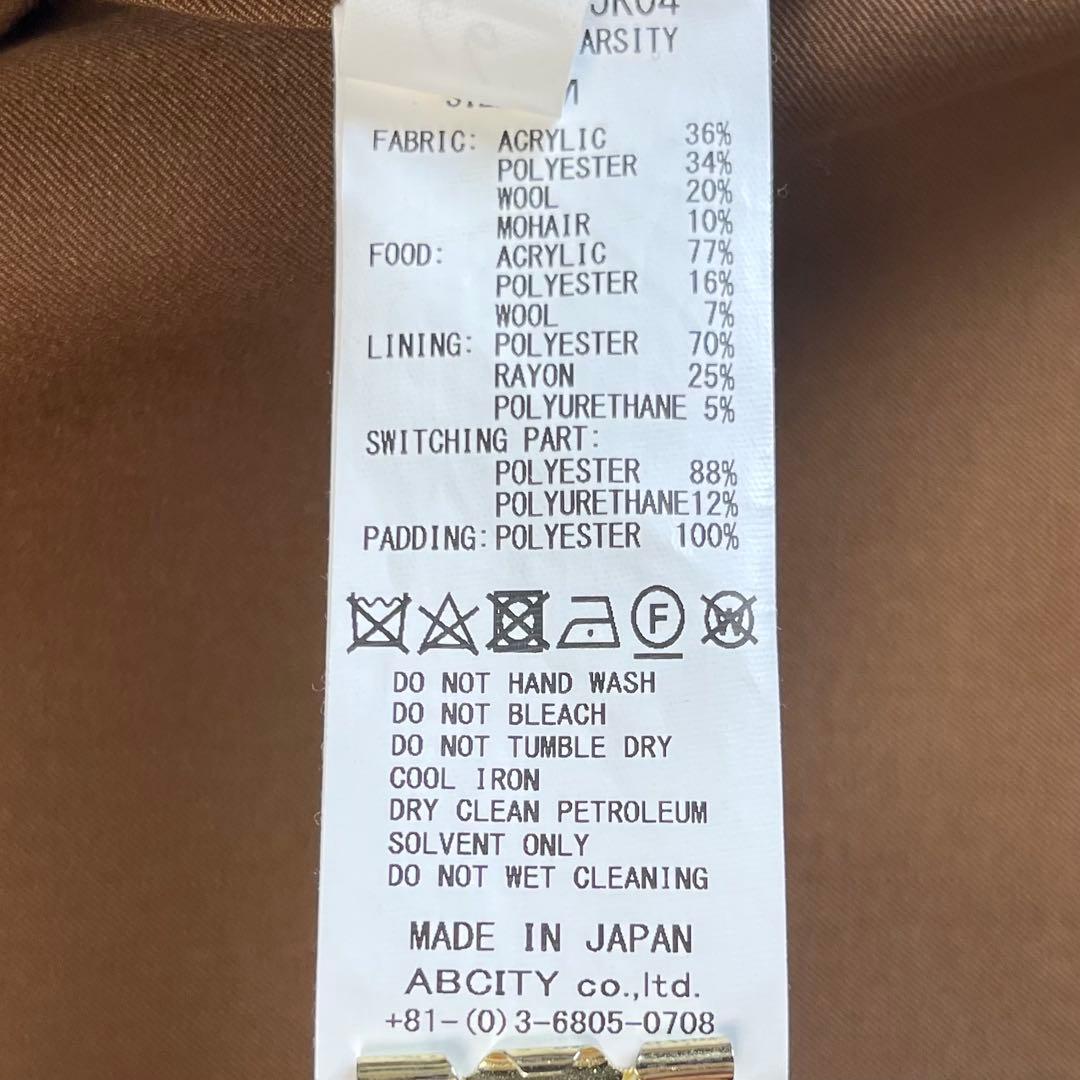 JK04
ARSITY
FABRIC: ACRYLIC 36%
POLYESTER 34%
WOOL 20%
MOHAIR 10%
FOOD: ACRYLIC 77%
POLYESTER 16%
WOOL 7%
LINING: POLYESTER 70%
RAYON 25%
POLYURETHANE 5%
SWITCHING PART:
POLYESTER 88%
POLYURETHANE12%
PADDING:POLYESTER 100%
F W
DO NOT HAND WASH
DO NOT BLEACH
DO NOT TUMBLE DRY
COOL IRON
DRY CLEAN PETROLEUM
SOLVENT ONLY
DO NOT WET CLEANING
MADE IN JAPAN
ABCITY co.,ltd.
+81-(0)3-6805-0708